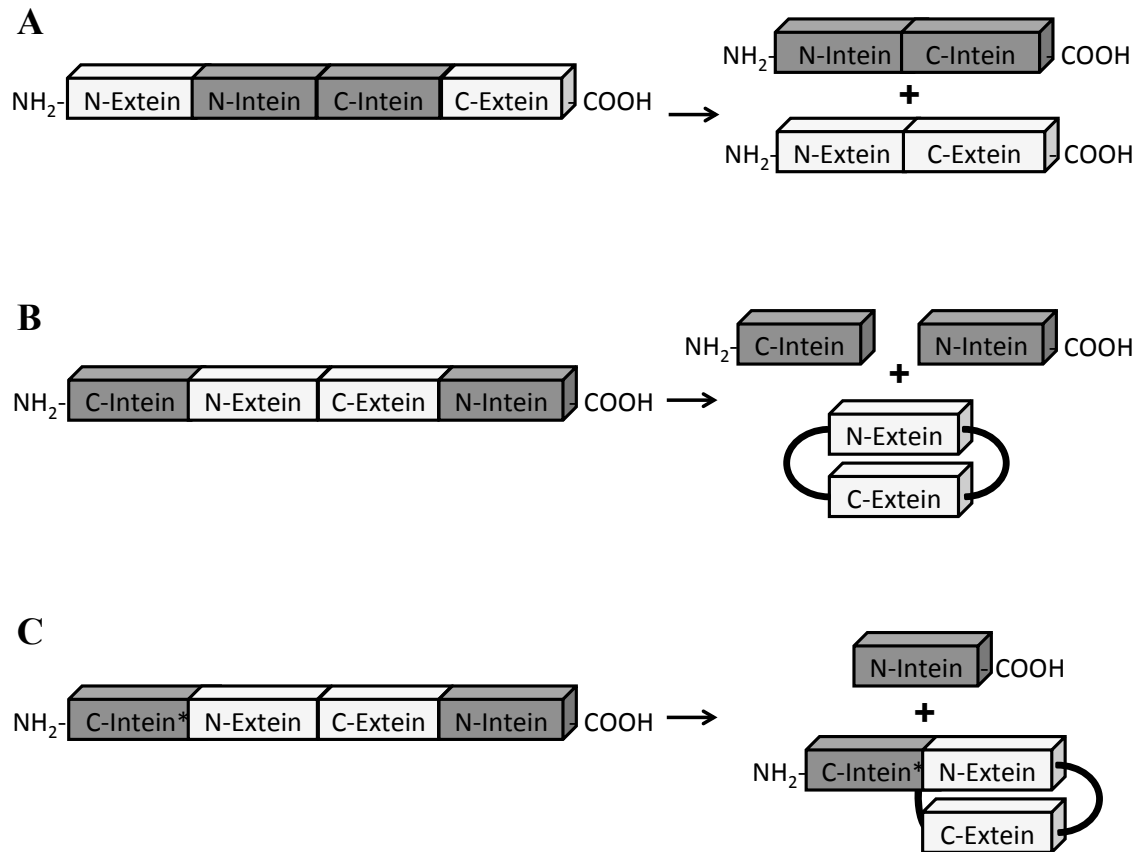 A
NH2- N-Extein N-Intein C-Intein C-Extein -COOH
NH2- N-Intein C-Intein -COOH
+
NH2- N-Extein C-Extein -COOH
B
NH2- C-Intein N-Extein C-Extein N-Intein -COOH
NH2- C-Intein N-Intein -COOH
+
N-Extein
C-Extein
C
NH2- C-Intein* N-Extein C-Extein N-Intein -COOH
N-Intein -COOH
+
NH2- C-Intein* N-Extein
C-Extein